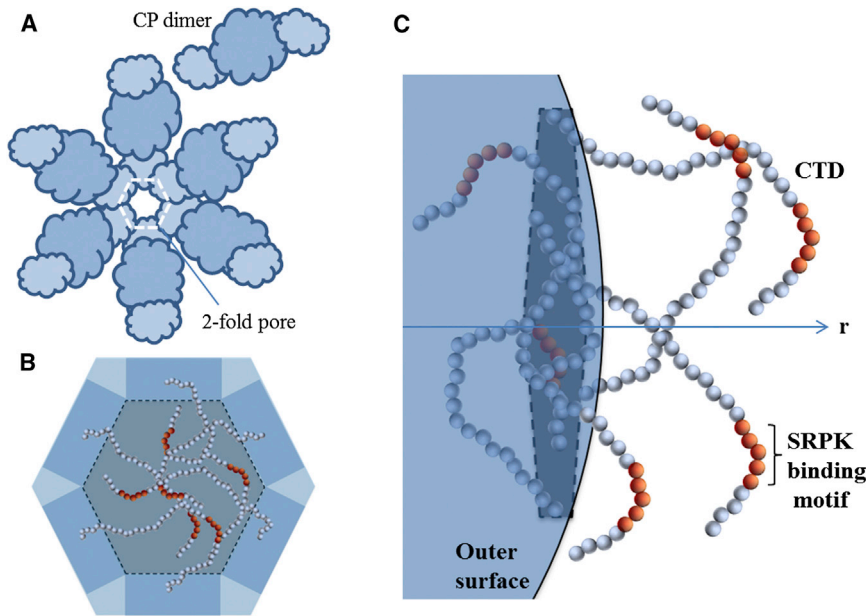 A
CP dimer
2-fold pore
B
C
CTD
r
SRPK
binding
motif
Outer
surface